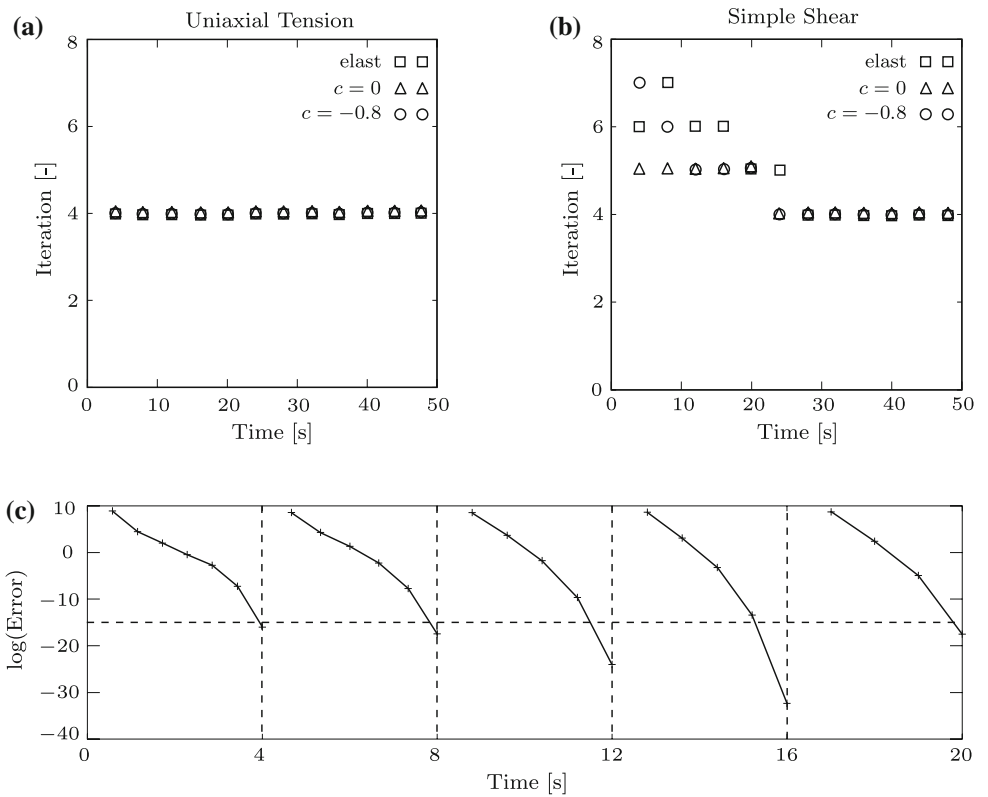 (a)
Uniaxial Tension
8
6
4
2
0
Iteration [-]
elast
c = 0
c = −0.8
0 10 20 30 40 50
Time [s]
(b)
Simple Shear
8
6
4
2
0
Iteration [-]
elast
c = 0
c = −0.8
0 10 20 30 40 50
Time [s]
(c)
10
0
−10
−20
−30
−40
log(Error)
0 4 8 12 16 20
Time [s]